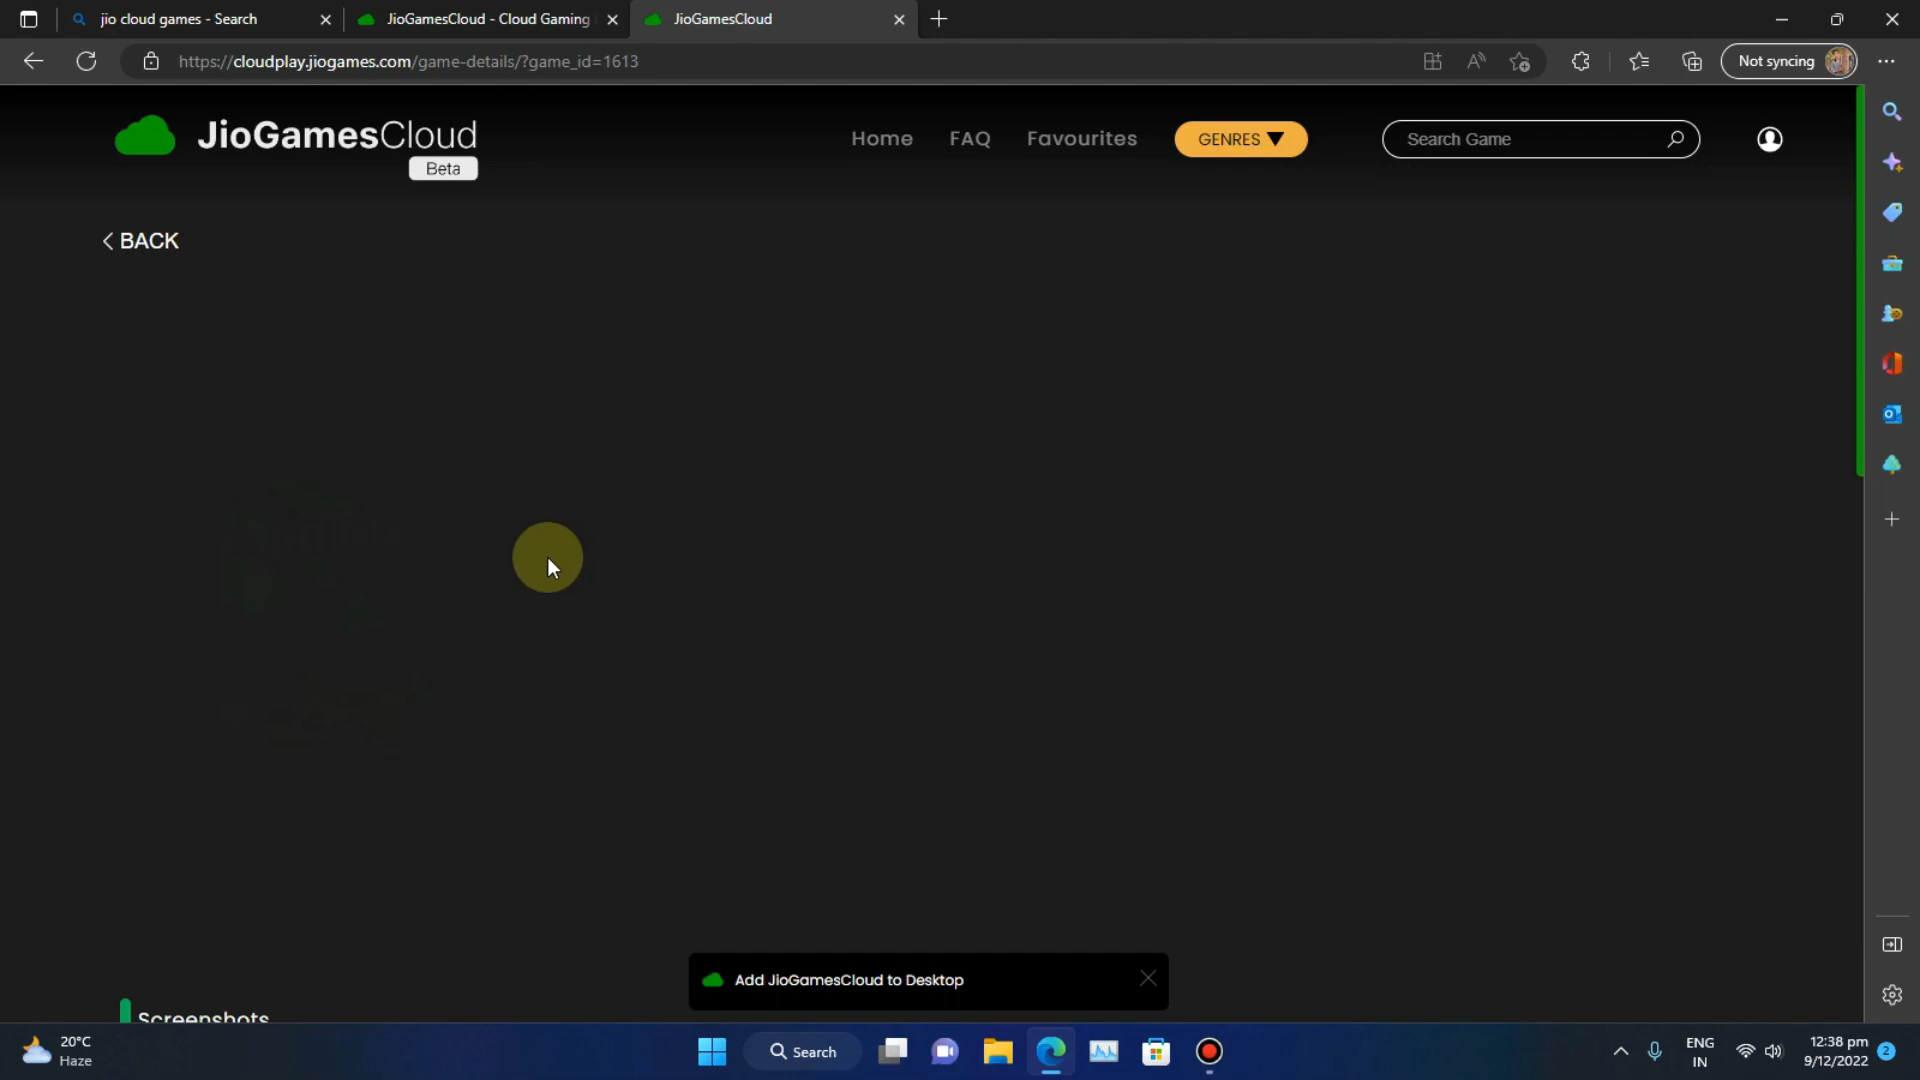 jio cloud games - Search
JioGamesCloud - Cloud Gaming
JioGamesCloud
https://cloudplay.jiogames.com/game-details/?game_id=1613
Not syncing
JioGamesCloud
Beta
Home
FAQ
Favourites
GENRES
Search Game
BACK
Add JioGamesCloud to Desktop
Screenshots
20°C
Haze
Search
ENG
IN
12:38 pm
9/12/2022
2